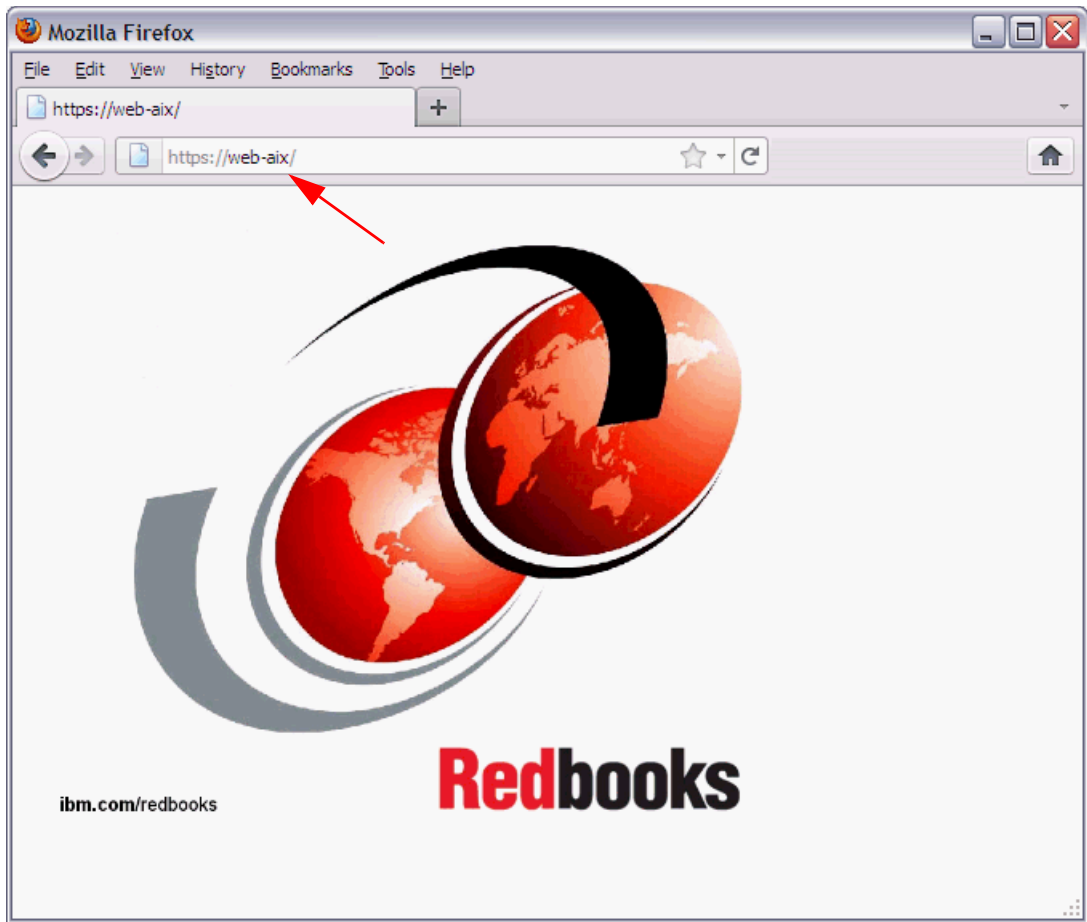 Mozilla Firefox
File Edit View History Bookmarks Tools Help
https://web-aix/
https://web-aix/
Redbooks
ibm.com/redbooks